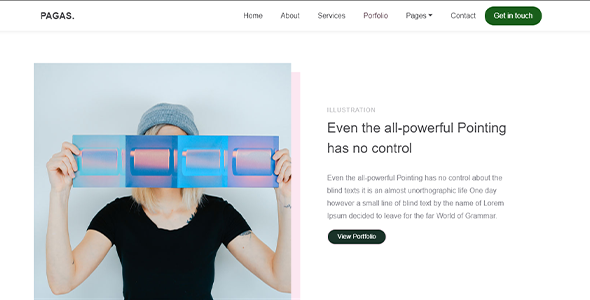 PAGAS.
Home About Services Porfolio Pages Contact Get in touch
ILLUSTRATION
Even the all-powerful Pointing
has no control
Even the all-powerful Pointing has no control about the
blind texts it is an almost unorthographic life One day
however a small line of blind text by the name of Lorem
Ipsum decided to leave for the far World of Grammar.
View Portfolio